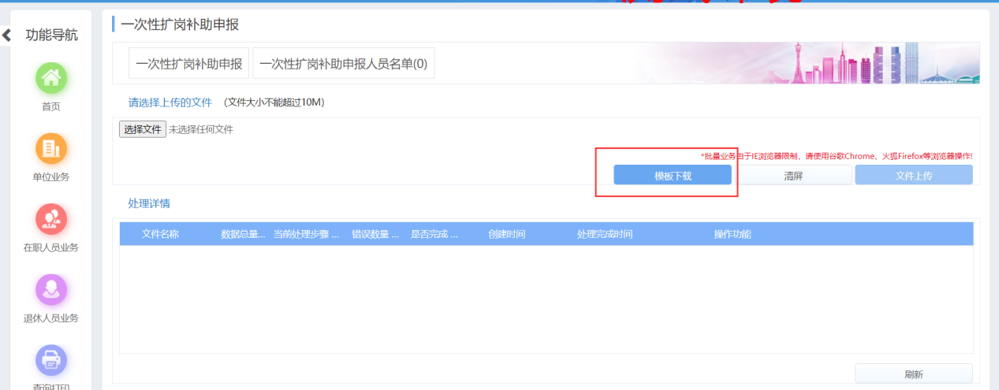 功能导航
首页
单位业务
在职人员业务
退休人员业务
查询打印
一次性扩岗补助申报
一次性扩岗补助申报 一次性扩岗补助申报人员名单(0)
请选择上传的文件 (文件大小不能超过10M)
选择文件 未选择任何文件
*批量业务由于IE浏览器限制，请使用谷歌Chrome、火狐Firefox等浏览器操作!
模板下载 清屏 文件上传
处理详情
文件名称 数据总量... 当前处理步骤 ... 错误数量 ... 是否完成 ... 创建时间 处理完成时间 操作功能
刷新